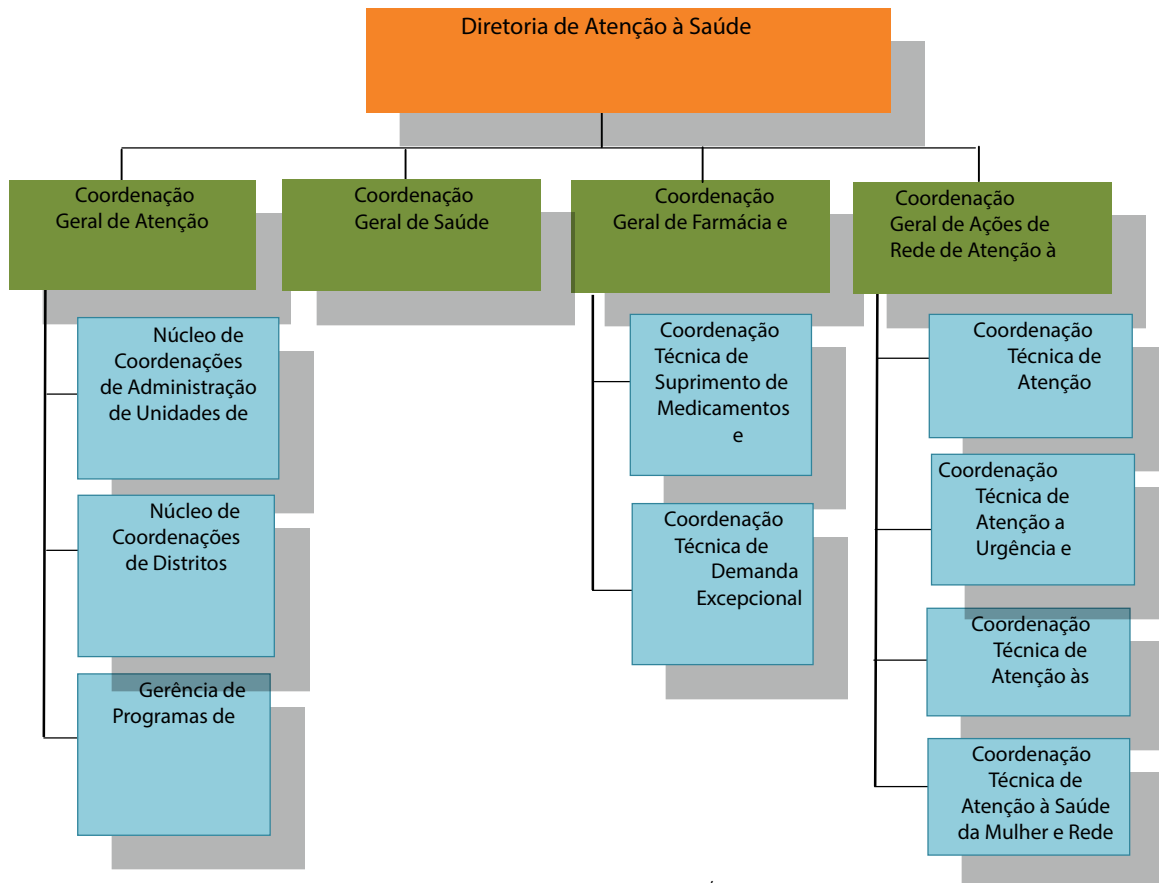 Diretoria de Atenção à Saúde
Coordenação
Geral de Atenção
Coordenação
Geral de Saúde
Coordenação
Geral de Farmácia e
Coordenação
Geral de Ações de
Rede de Atenção à
Núcleo de
Coordenações
de Administração
de Unidades de
Núcleo de
Coordenações
de Distritos
Gerência de
Programas de
Coordenação
Técnica de
Suprimento de
Medicamentos
e
Coordenação
Técnica de
Demanda
Excepcional
Coordenação
Técnica de
Atenção
Coordenação
Técnica de
Atenção a
Urgência e
Coordenação
Técnica de
Atenção às
Coordenação
Técnica de
Atenção à Saúde
da Mulher e Rede